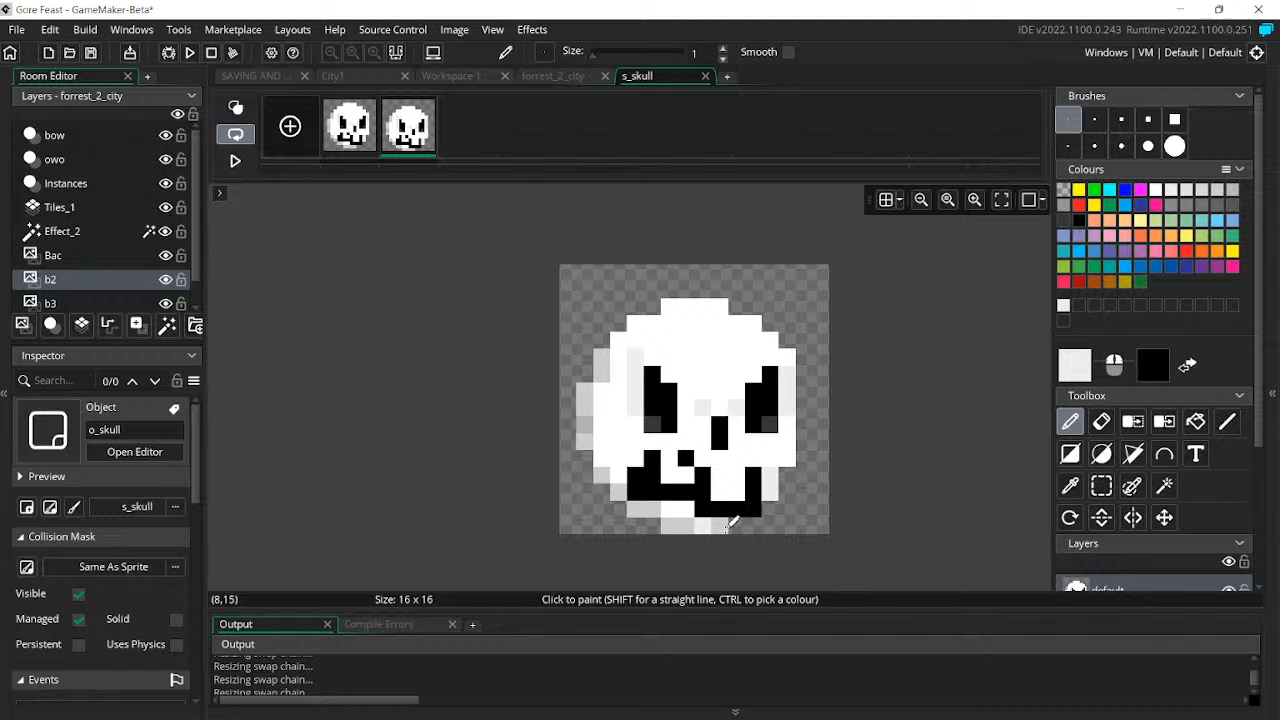 Gore Feast - GameMaker-Beta*
File Edit Build Windows Tools Marketplace Layouts Help Source Control Image View Effects
IDE v2022.1100.0.243 Runtime v2022.1100.0.251
Size: 1 Smooth
Windows | VM | Default | Default
Room Editor
SAVING AND ... City1 Workspace 1 forrest_2_city s_skull
Layers - forrest_2_city
bow
owo
Instances
Tiles_1
Effect_2
Bac
b2
b3
Inspector
Search... 0/0
Object
o_skull
Open Editor
Preview
s_skull
Collision Mask
Same As Sprite
Visible
Managed Solid
Persistent Uses Physics
Events
(8,15) Size: 16 x 16 Click to paint (SHIFT for a straight line, CTRL to pick a colour)
Output Compile Errors
Output
Resizing swap chain...
Resizing swap chain...
Resizing swap chain
Brushes
Colours
Toolbox
Layers
default